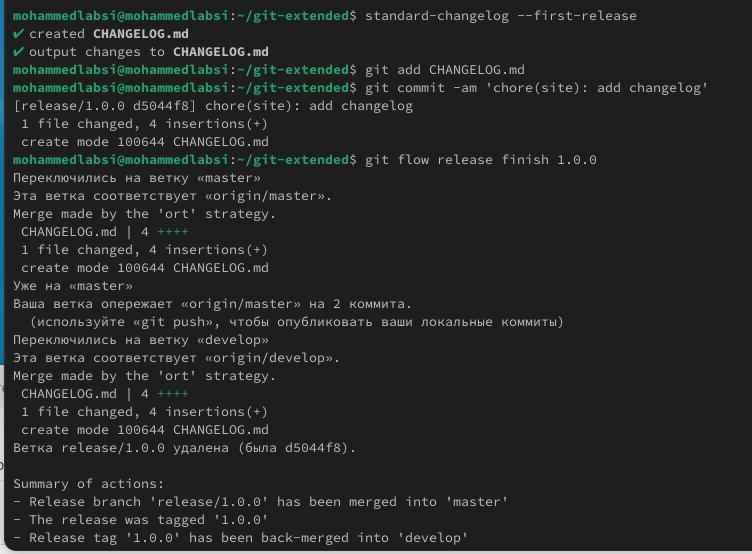 mohammedlabsi@mohammedlabsi:~/git-extended$ standard-changelog --first-release
✔ created CHANGELOG.md
✔ output changes to CHANGELOG.md
mohammedlabsi@mohammedlabsi:~/git-extended$ git add CHANGELOG.md
mohammedlabsi@mohammedlabsi:~/git-extended$ git commit -am 'chore(site): add changelog'
[release/1.0.0 d5044f8] chore(site): add changelog
 1 file changed, 4 insertions(+)
 create mode 100644 CHANGELOG.md
mohammedlabsi@mohammedlabsi:~/git-extended$ git flow release finish 1.0.0
Переключились на ветку «master»
Эта ветка соответствует «origin/master».
Merge made by the 'ort' strategy.
 CHANGELOG.md | 4 ++++
 1 file changed, 4 insertions(+)
 create mode 100644 CHANGELOG.md
Уже на «master»
Ваша ветка опережает «origin/master» на 2 коммита.
  (используйте «git push», чтобы опубликовать ваши локальные коммиты)
Переключились на ветку «develop»
Эта ветка соответствует «origin/develop».
Merge made by the 'ort' strategy.
 CHANGELOG.md | 4 ++++
 1 file changed, 4 insertions(+)
 create mode 100644 CHANGELOG.md
Ветка release/1.0.0 удалена (была d5044f8).

Summary of actions:
- Release branch 'release/1.0.0' has been merged into 'master'
- The release was tagged '1.0.0'
- Release tag '1.0.0' has been back-merged into 'develop'